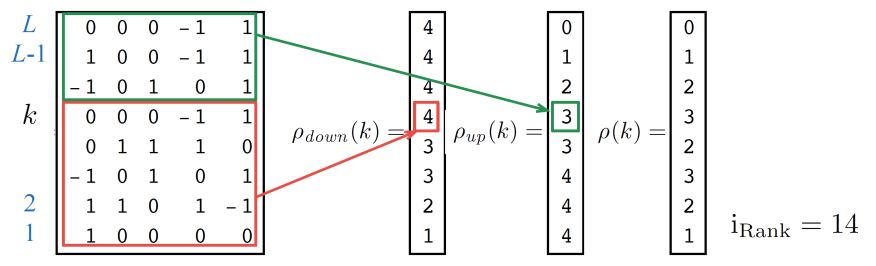 L 0 0 0 -1 1 4 0 0
L-1 1 0 0 -1 1 4 1 1
-1 0 1 0 1 4 2 2
k 0 0 0 -1 1 ρ_down(k) = 4 ρ_up(k) = 3 ρ(k) = 3
0 1 1 1 0 3 3 2
-1 0 1 0 1 3 4 3
2 1 1 0 1 -1 2 4 2
1 1 0 0 0 0 1 4 1
i_Rank = 14